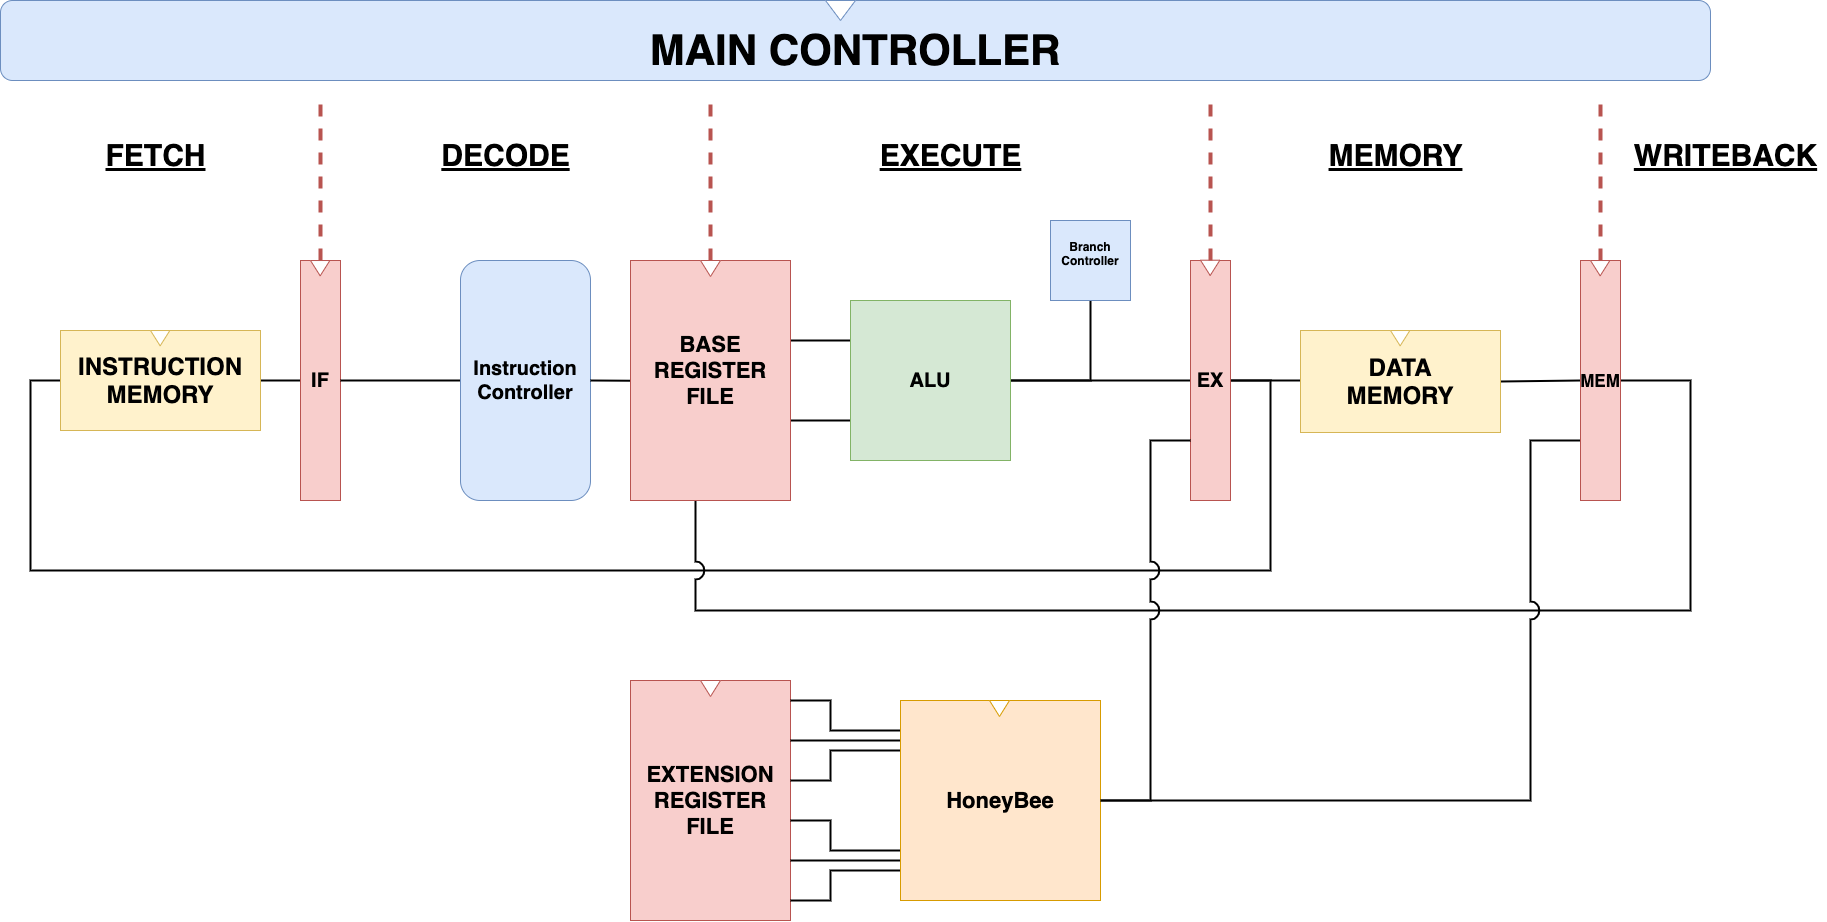 MAIN CONTROLLER
FETCH
DECODE
EXECUTE
MEMORY
WRITEBACK
Branch
Controller
INSTRUCTION
MEMORY
IF
Instruction
Controller
BASE
REGISTER
FILE
ALU
EX
DATA
MEMORY
MEM
EXTENSION
REGISTER
FILE
HoneyBee